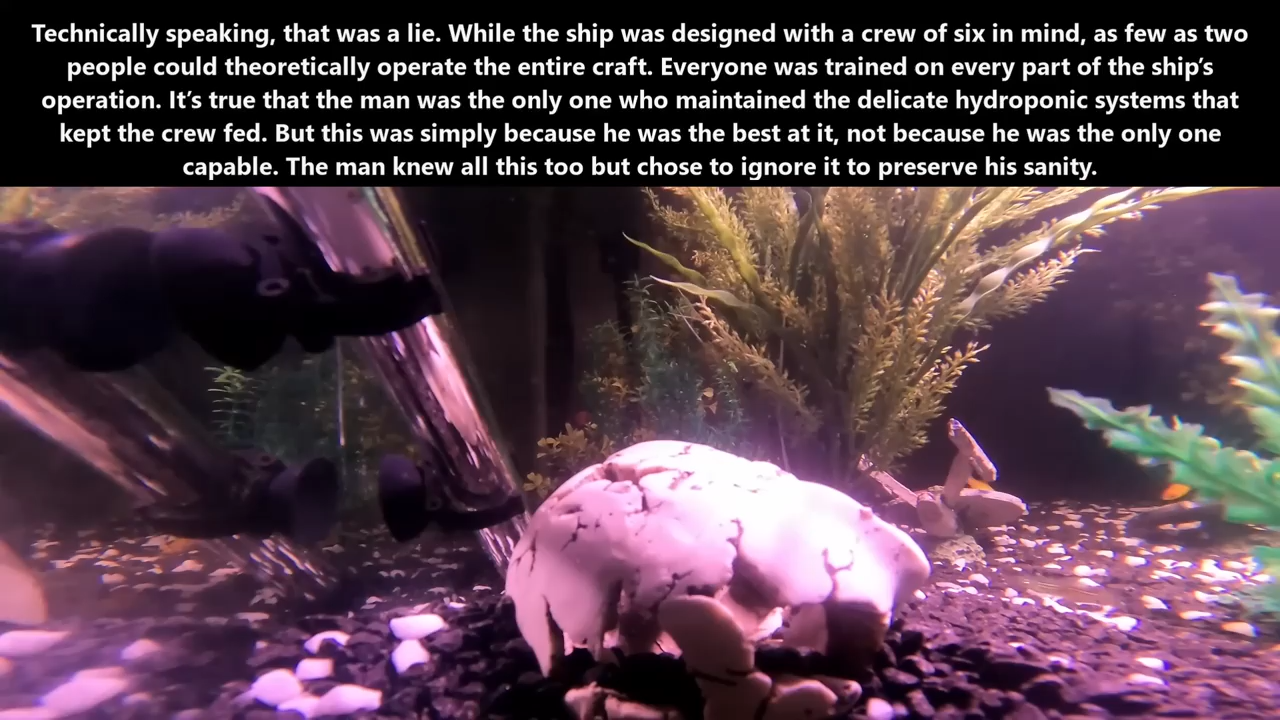 Technically speaking, that was a lie. While the ship was designed with a crew of six in mind, as few as two
people could theoretically operate the entire craft. Everyone was trained on every part of the ship’s
operation. It’s true that the man was the only one who maintained the delicate hydroponic systems that
kept the crew fed. But this was simply because he was the best at it, not because he was the only one
capable. The man knew all this too but chose to ignore it to preserve his sanity.